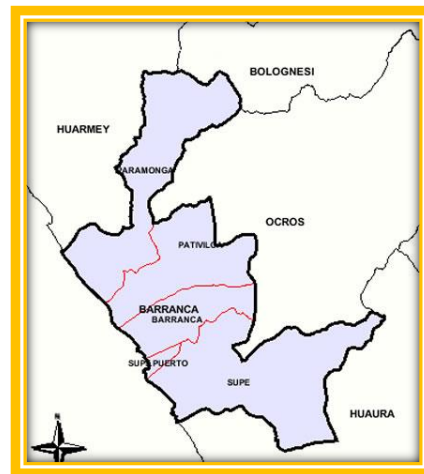 BOLOGNESI
HUARMEY
PARAMONGA
OCROS
PATIVILCA
BARRANCA
BARRANCA
SUPE PUERTO
SUPE
HUAURA
N